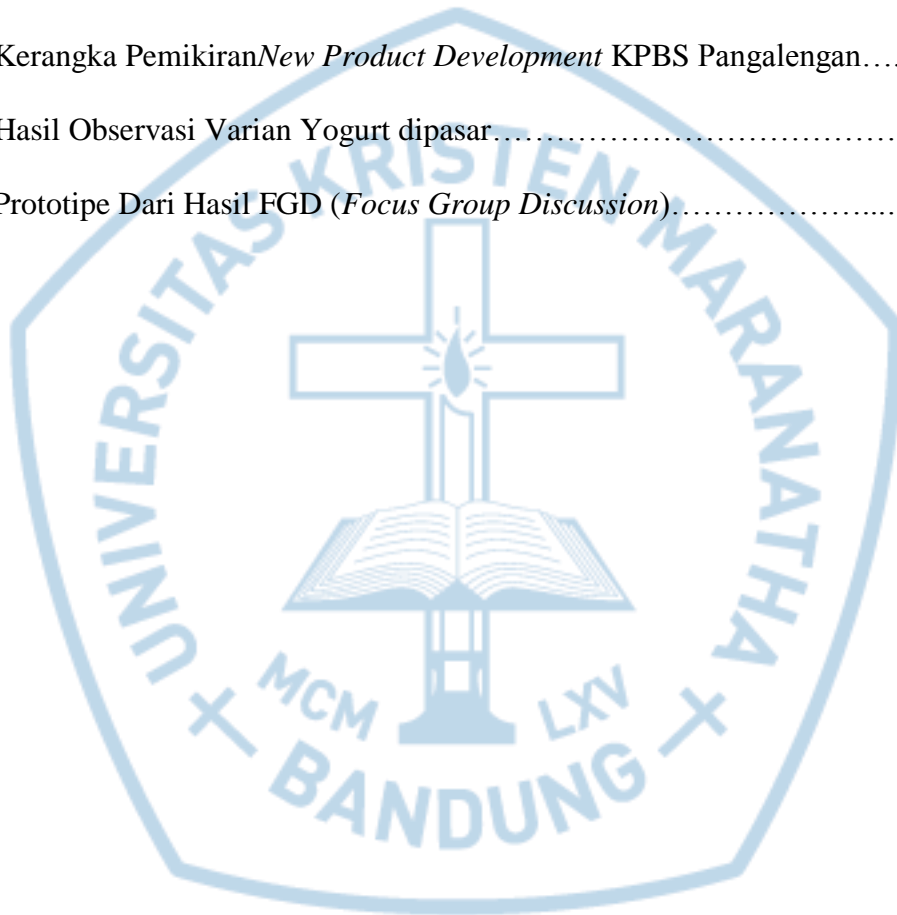 Kerangka PemikiranNew Product Development KPBS Pangalengan….
Hasil Observasi Varian Yogurt dipasar……………………………………
Prototipe Dari Hasil FGD (Focus Group Discussion)………………...…
UNIVERSITAS KRISTEN MARANATHA
MCM LXV
BANDUNG